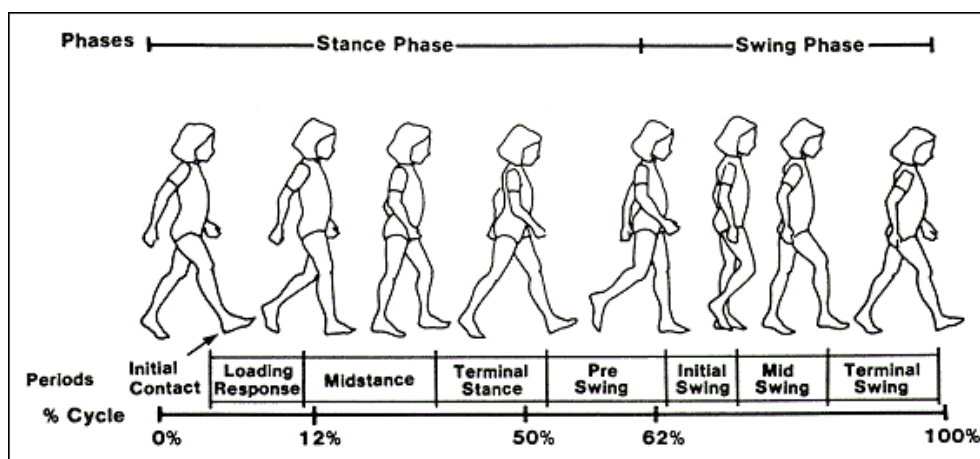 Phases Stance Phase Swing Phase
Periods Initial Contact Loading Response Midstance Terminal Stance Pre Swing Initial Swing Mid Swing Terminal Swing
% Cycle
0% 12% 50% 62% 100%